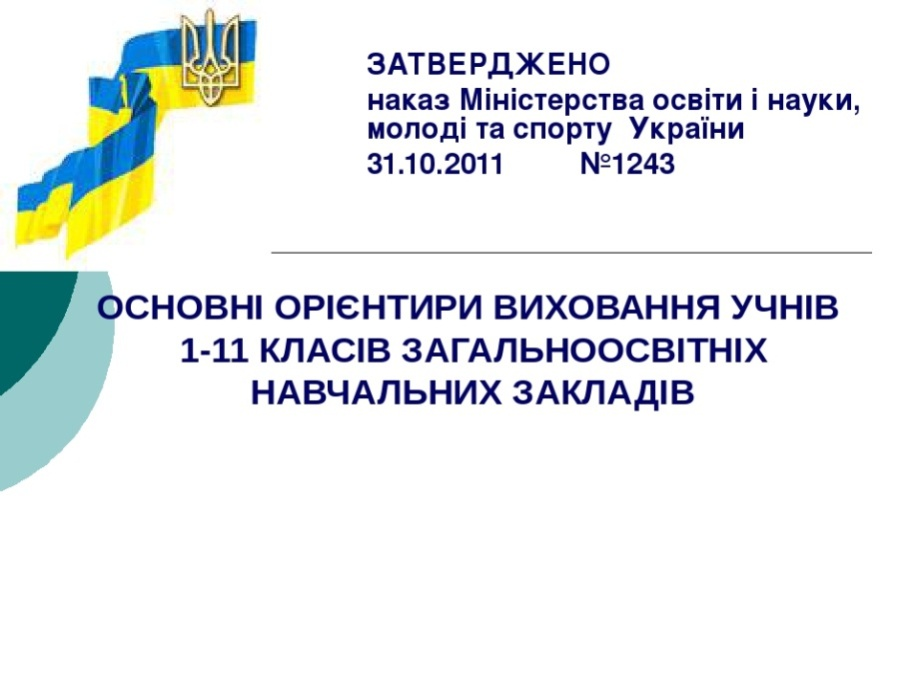 ЗАТВЕРДЖЕНО
наказ Міністерства освіти і науки,
молоді та спорту України
31.10.2011 №1243
ОСНОВНІ ОРІЄНТИРИ ВИХОВАННЯ УЧНІВ
1-11 КЛАСІВ ЗАГАЛЬНООСВІТНІХ
НАВЧАЛЬНИХ ЗАКЛАДІВ